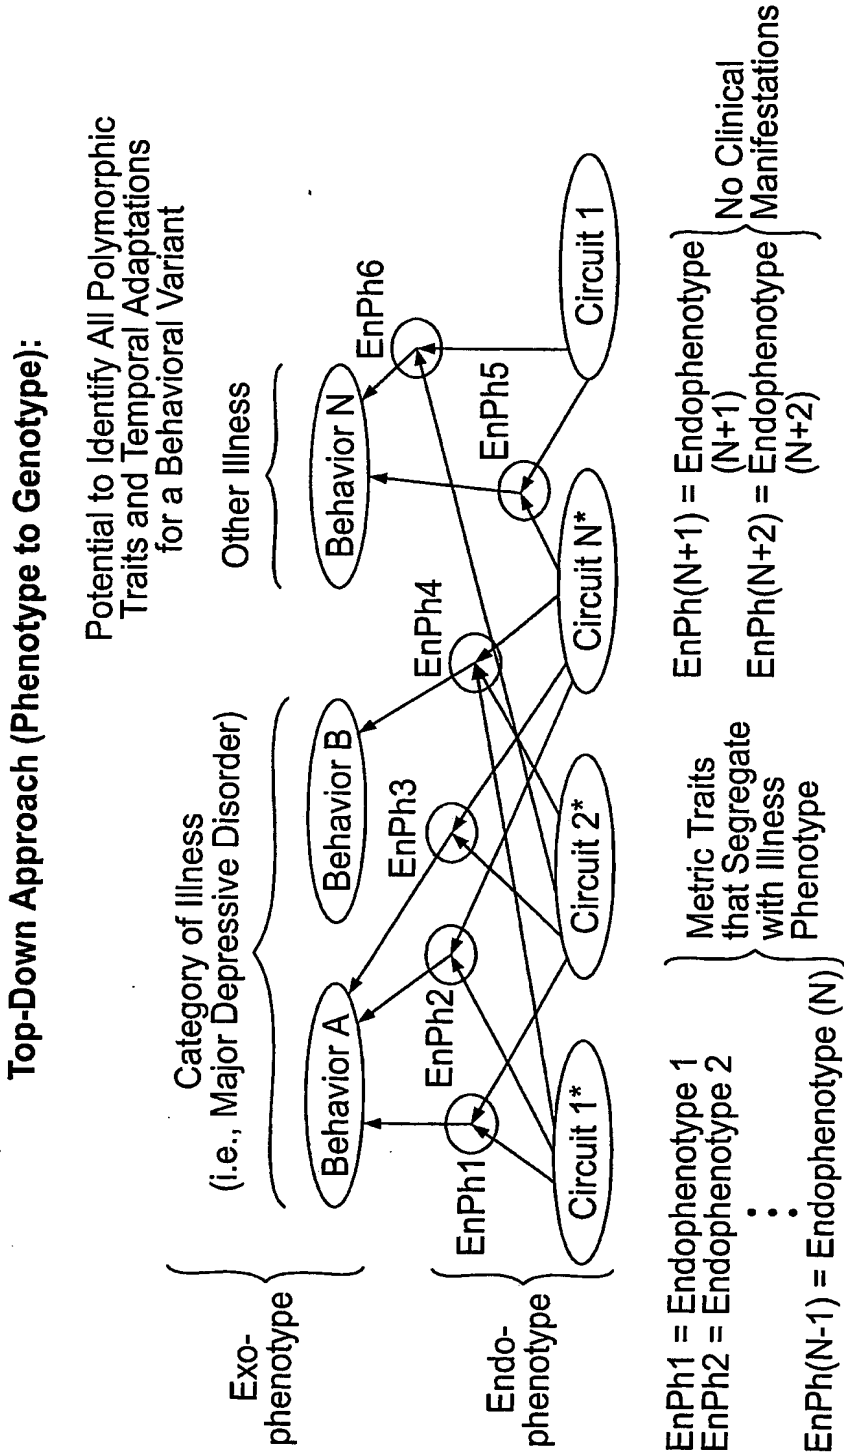 Top-Down Approach (Phenotype to Genotype):
Potential to Identify All Polymorphic
Traits and Temporal Adaptations
for a Behavioral Variant
Category of Illness
(i.e., Major Depressive Disorder)
Other Illness
Exo-
phenotype
Behavior A
Behavior B
Behavior N
Endo-
phenotype
EnPh1
EnPh2
EnPh3
EnPh4
EnPh5
EnPh6
Circuit 1*
Circuit 2*
Circuit N*
Circuit 1
EnPh1 = Endophenotype 1
EnPh2 = Endophenotype 2
EnPh(N-1) = Endophenotype (N)
Metric Traits
that Segregate
with Illness
Phenotype
EnPh(N+1) = Endophenotype
(N+1)
EnPh(N+2) = Endophenotype
(N+2)
No Clinical
Manifestations